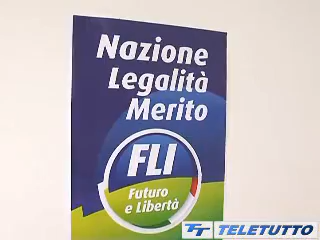 Nazione
Legalità
Merito
FLI
Futuro
e Libertà
TT TELETUTTO